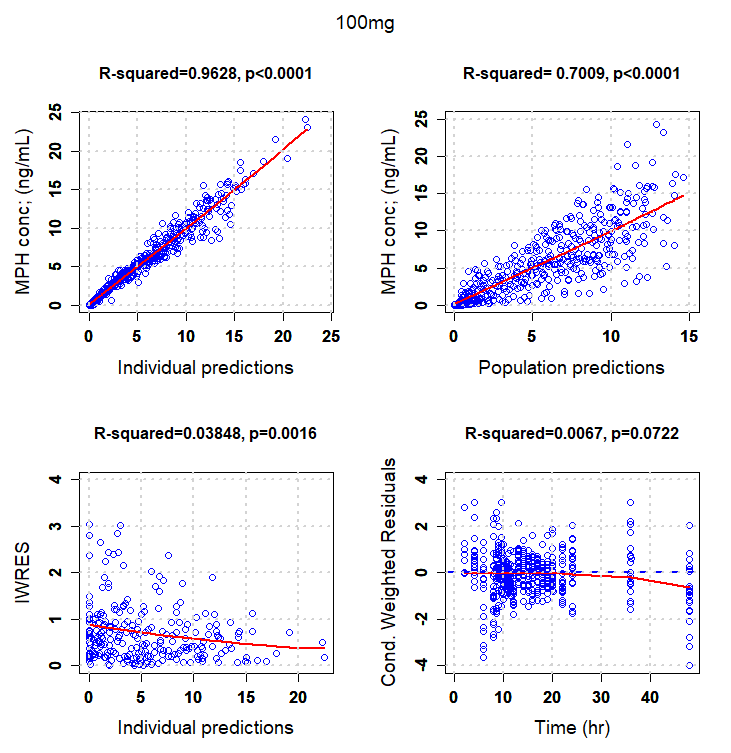 100mg
R-squared=0.9628, p<0.0001
MPH conc; (ng/mL)
0 5 10 15 20 25
0 5 10 15 20 25
Individual predictions
R-squared= 0.7009, p<0.0001
MPH conc; (ng/mL)
0 5 10 15 20 25
0 5 10 15
Population predictions
R-squared=0.03848, p=0.0016
IWRES
0 1 2 3 4
0 5 10 15 20
Individual predictions
R-squared=0.0067, p=0.0722
Cond. Weighted Residuals
-4 -2 0 2 4
0 10 20 30 40
Time (hr)